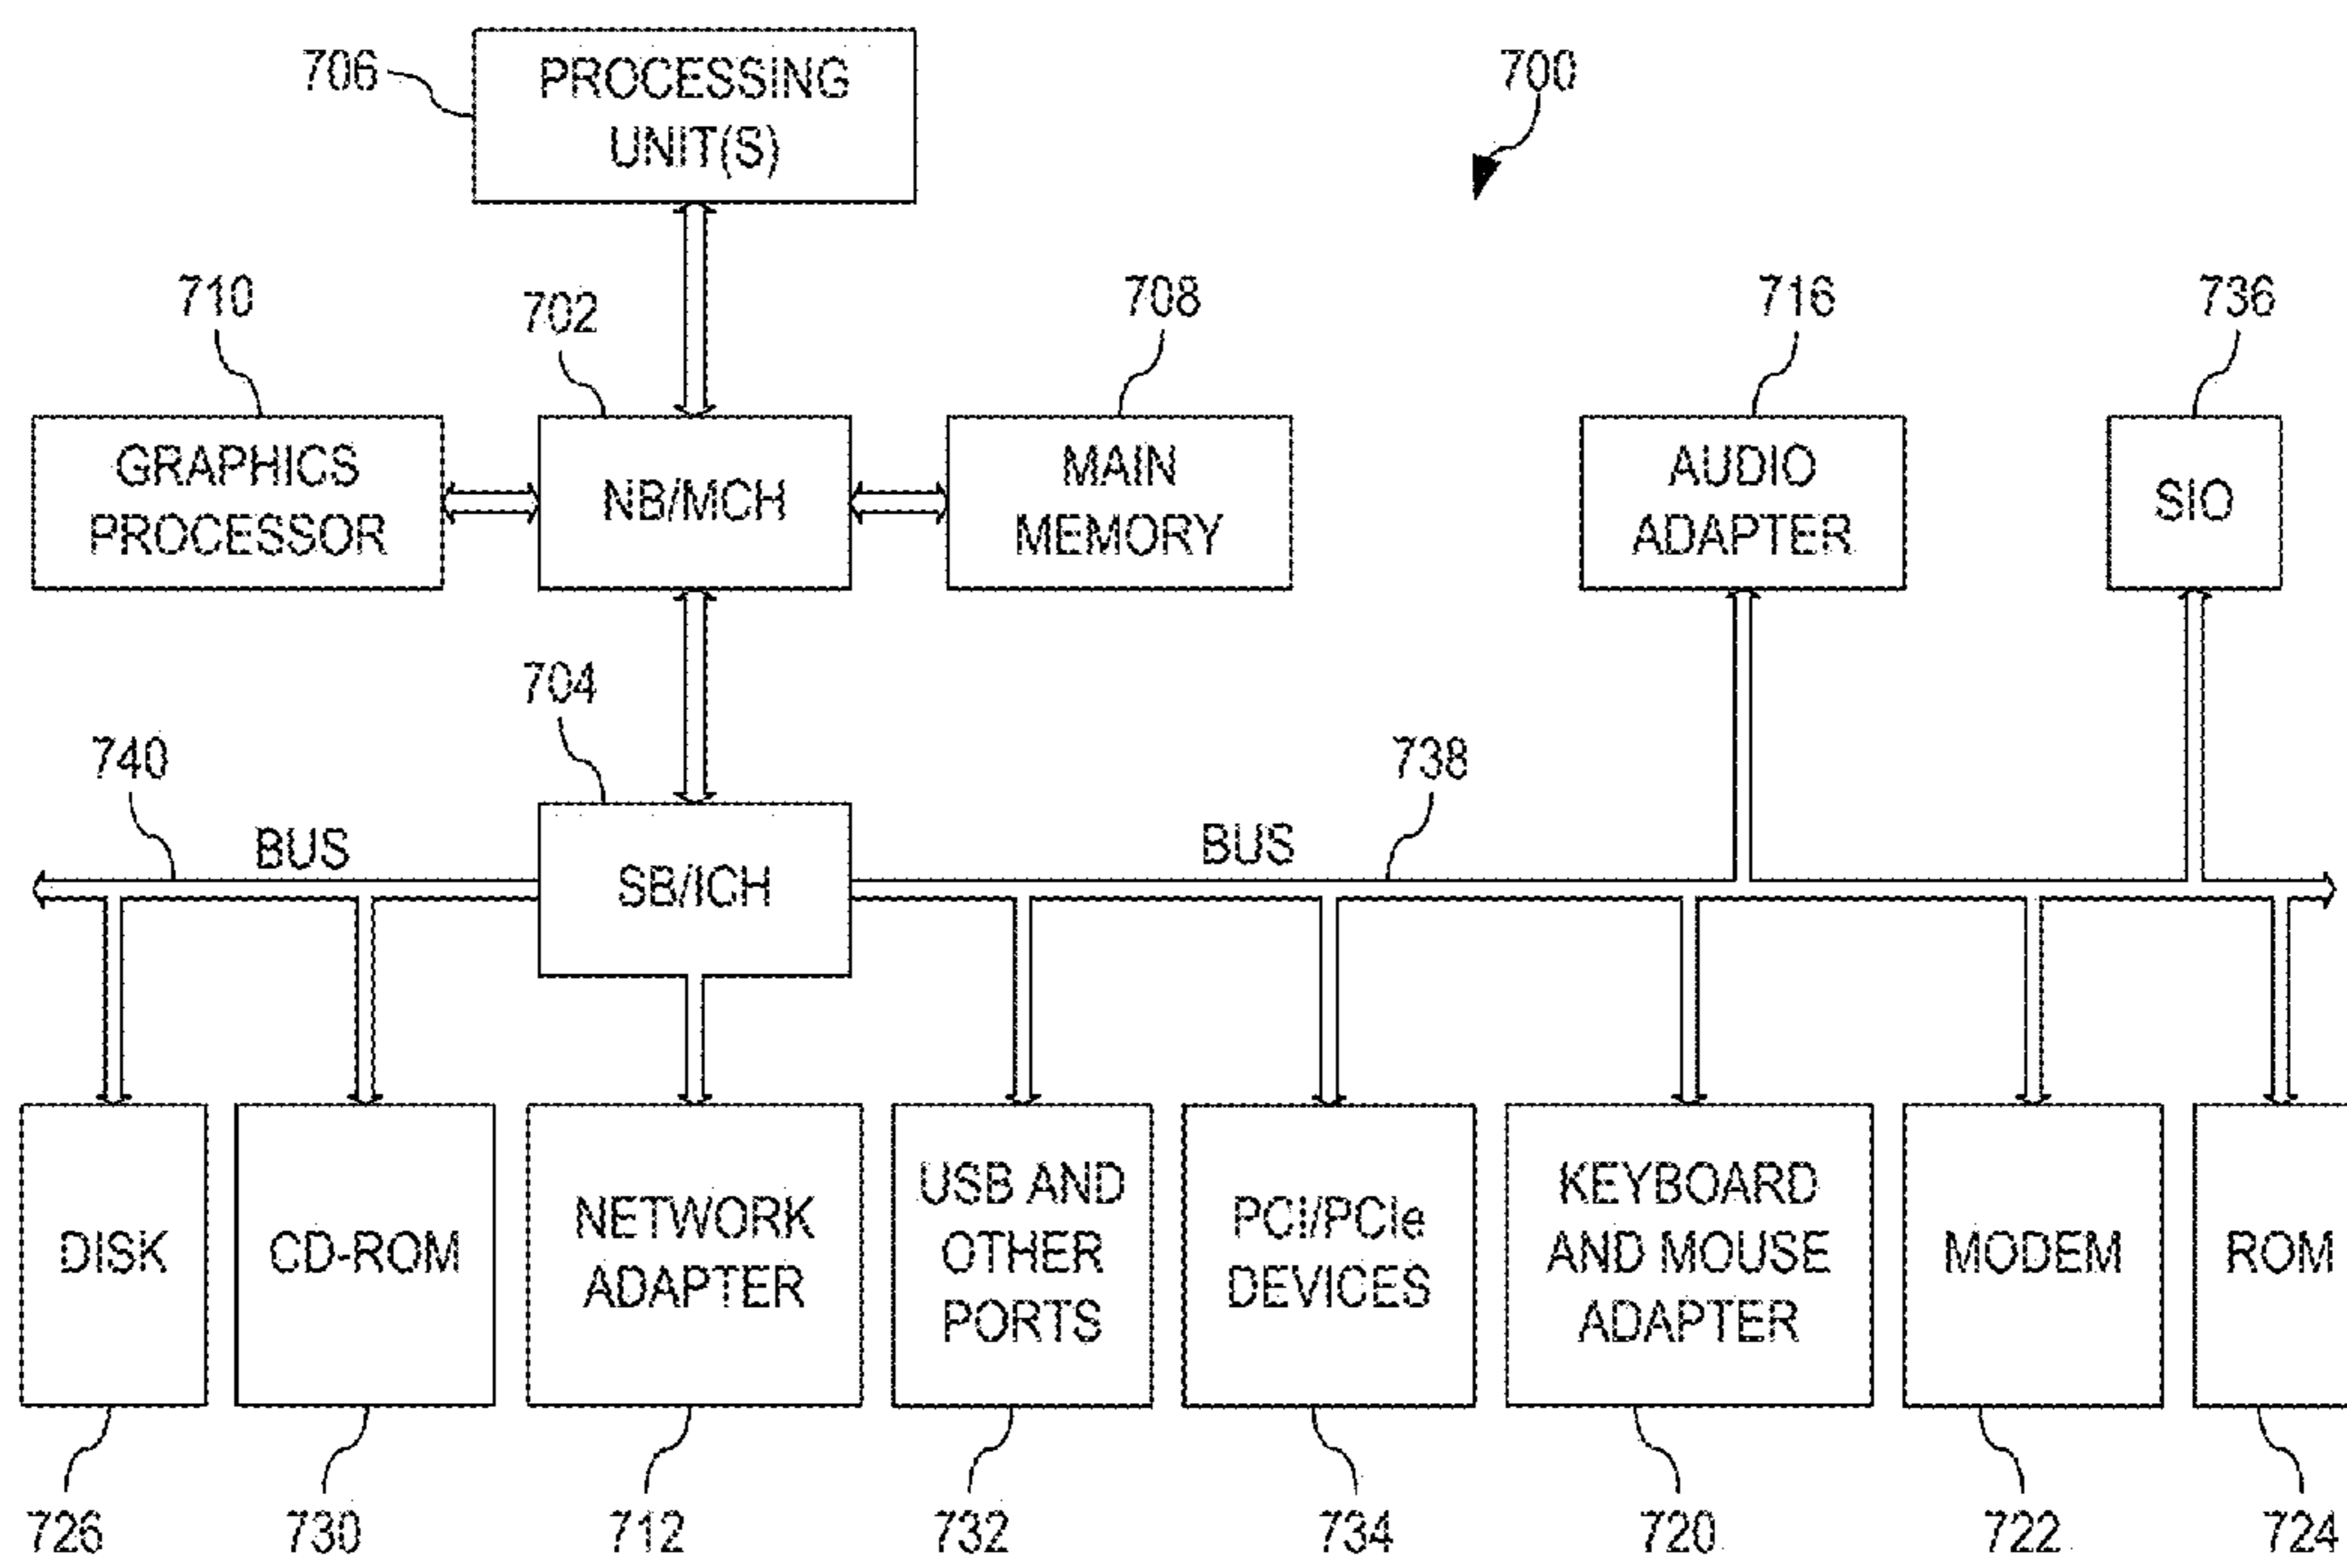 706
PROCESSING
UNIT(S)
700
710
702
708
716
736
GRAPHICS
PROCESSOR
NB/MCH
MAIN
MEMORY
AUDIO
ADAPTER
SIO
704
740
738
BUS
SB/ICH
BUS
DISK
CD-ROM
NETWORK
ADAPTER
USB AND
OTHER
PORTS
PCI/PCIe
DEVICES
KEYBOARD
AND MOUSE
ADAPTER
MODEM
ROM
726
730
712
732
734
720
722
724